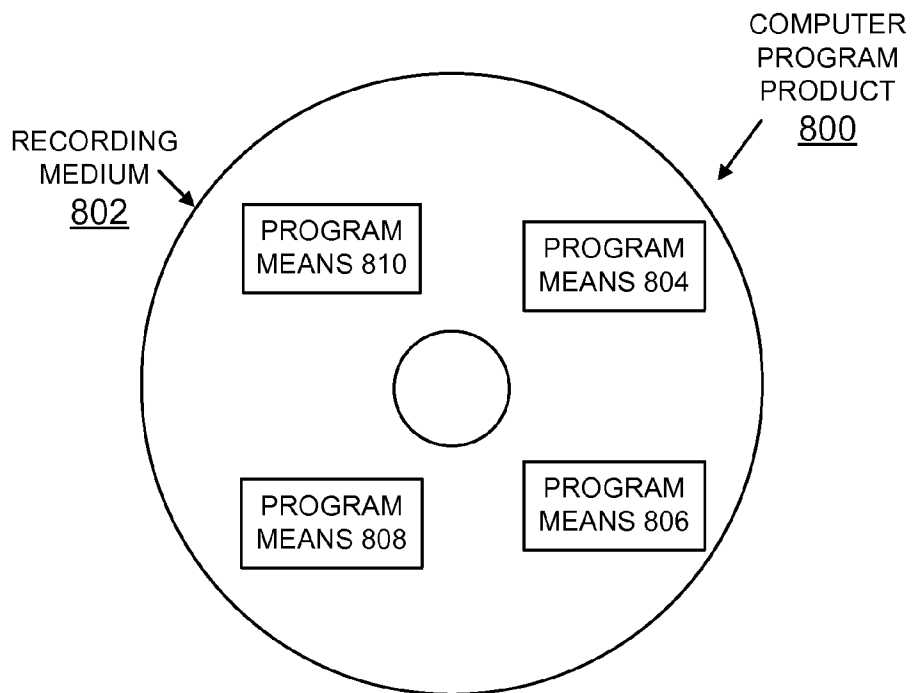 COMPUTER
PROGRAM
PRODUCT
800
RECORDING
MEDIUM
802
PROGRAM
MEANS 810
PROGRAM
MEANS 804
PROGRAM
MEANS 808
PROGRAM
MEANS 806